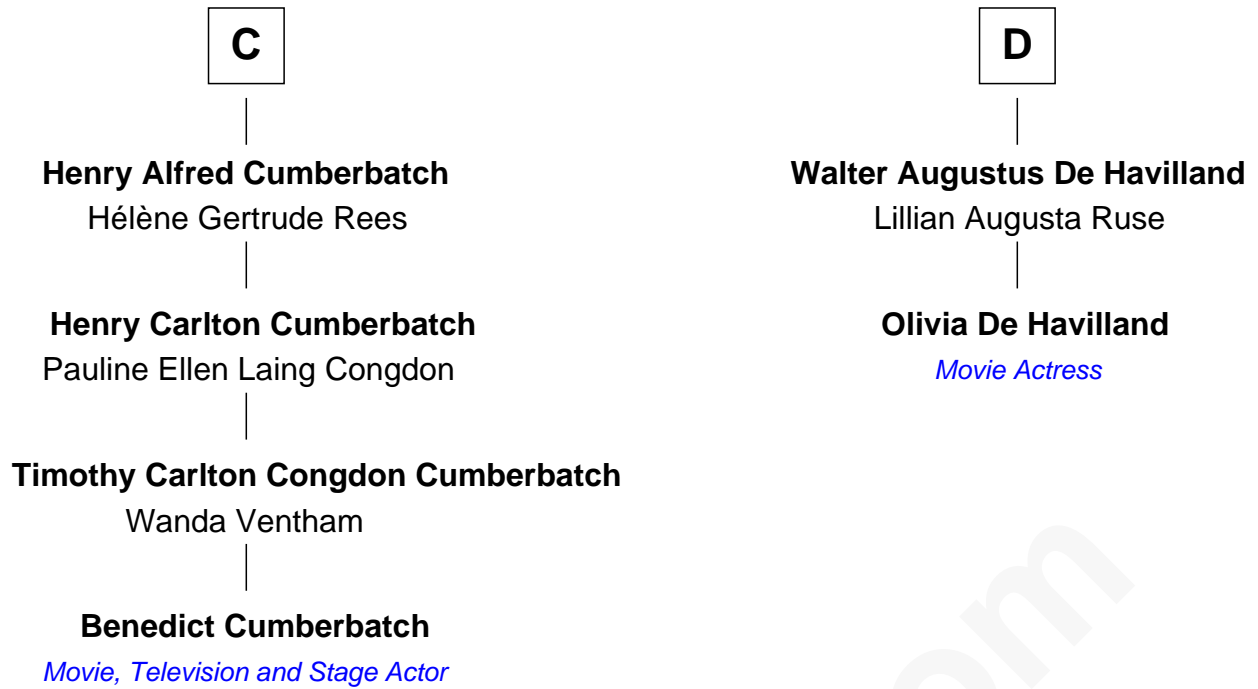 C
Henry Alfred Cumberbatch
Hélène Gertrude Rees
Henry Carlton Cumberbatch
Pauline Ellen Laing Congdon
Timothy Carlton Congdon Cumberbatch
Wanda Ventham
Benedict Cumberbatch
Movie, Television and Stage Actor
D
Walter Augustus De Havilland
Lillian Augusta Ruse
Olivia De Havilland
Movie Actress
om